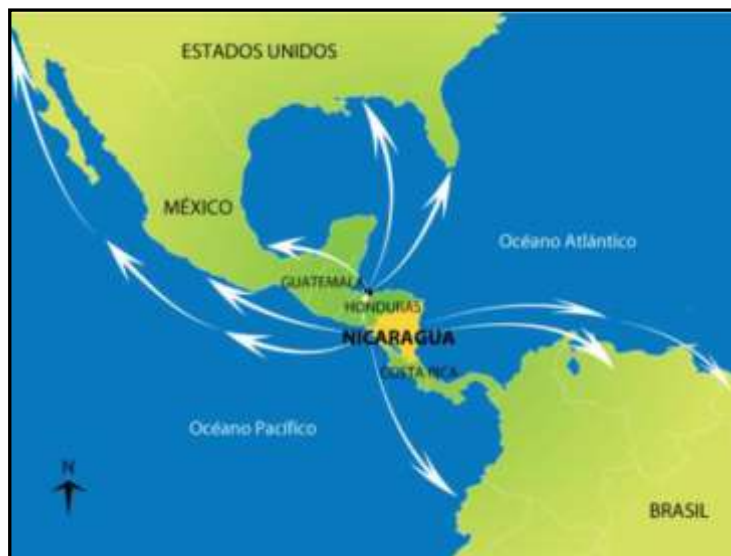 ESTADOS UNIDOS
MÉXICO
Océano Atlántico
GUATEMALA
HONDURAS
NICARAGUA
COSTA RICA
Océano Pacífico
N
BRASIL